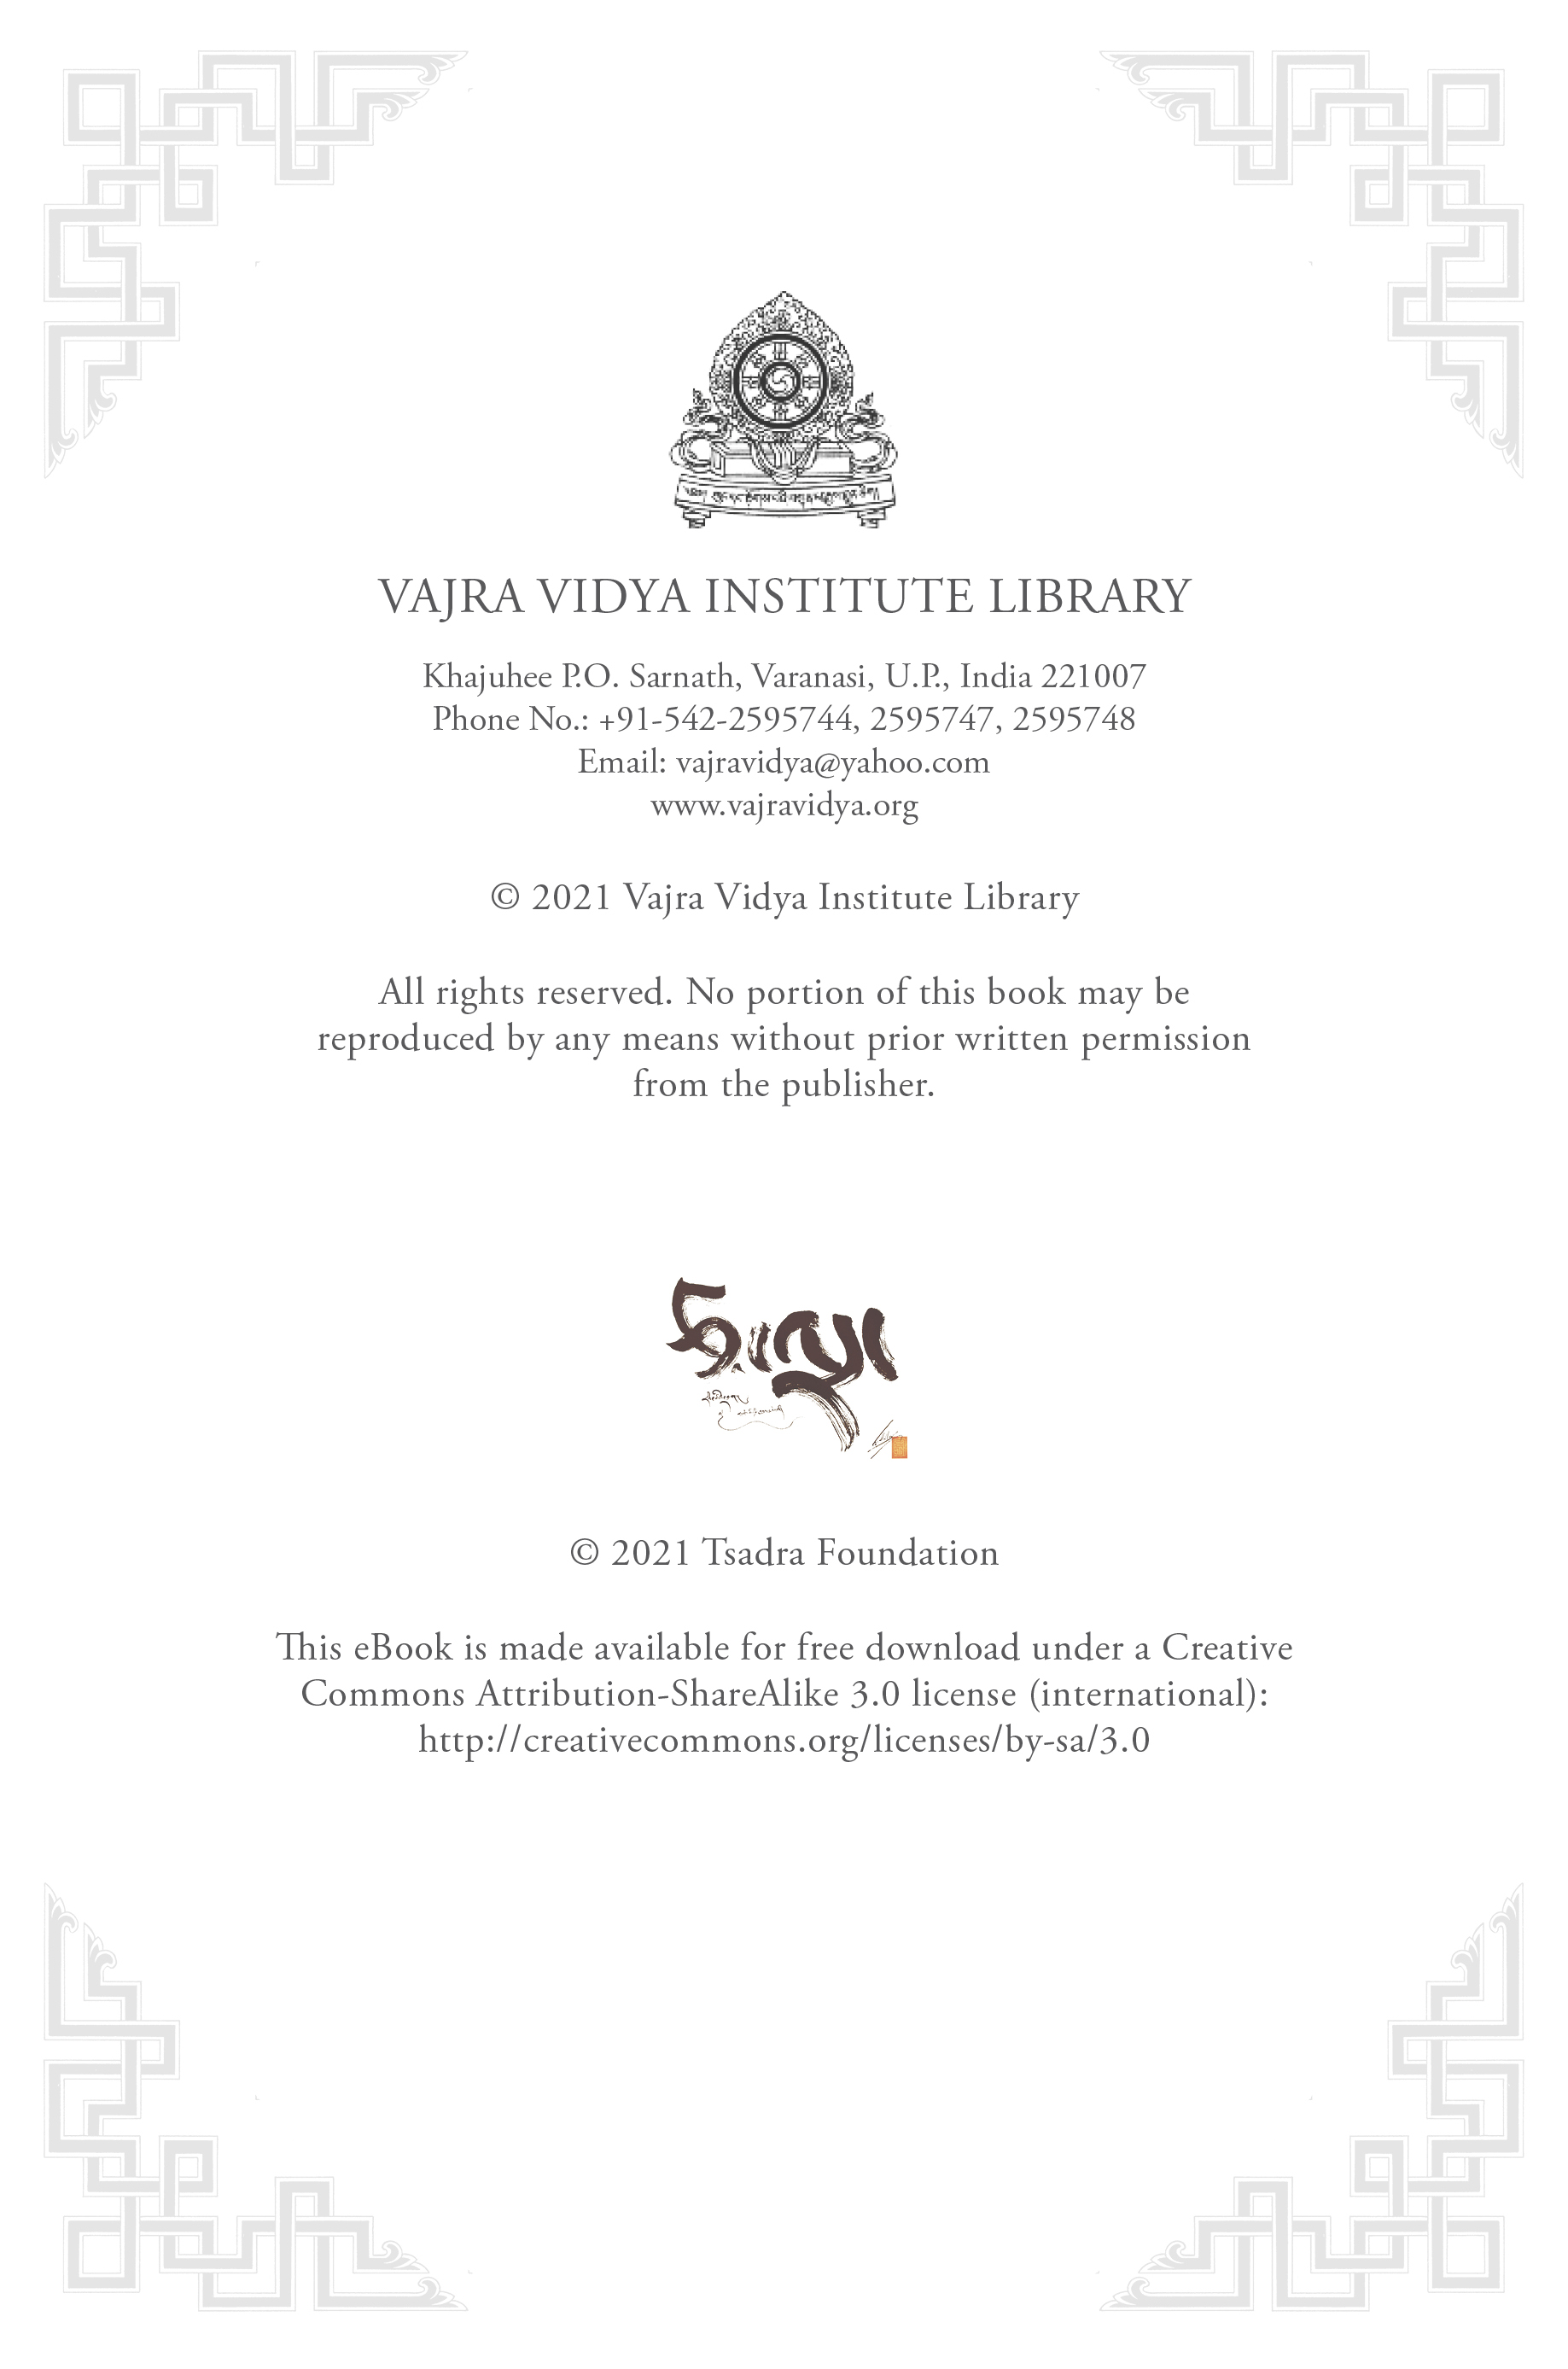 VAJRA VIDYA INSTITUTE LIBRARY
Khajuhee P.O. Sarnath, Varanasi, U.P., India 221007
Phone No.: +91-542-2595744, 2595747, 2595748
Email: vajravidya@yahoo.com
www.vajravidya.org
© 2021 Vajra Vidya Institute Library
All rights reserved. No portion of this book may be
reproduced by any means without prior written permission
from the publisher.
© 2021 Tsadra Foundation
This eBook is made available for free download under a Creative
Commons Attribution-ShareAlike 3.0 license (international):
http://creativecommons.org/licenses/by-sa/3.0